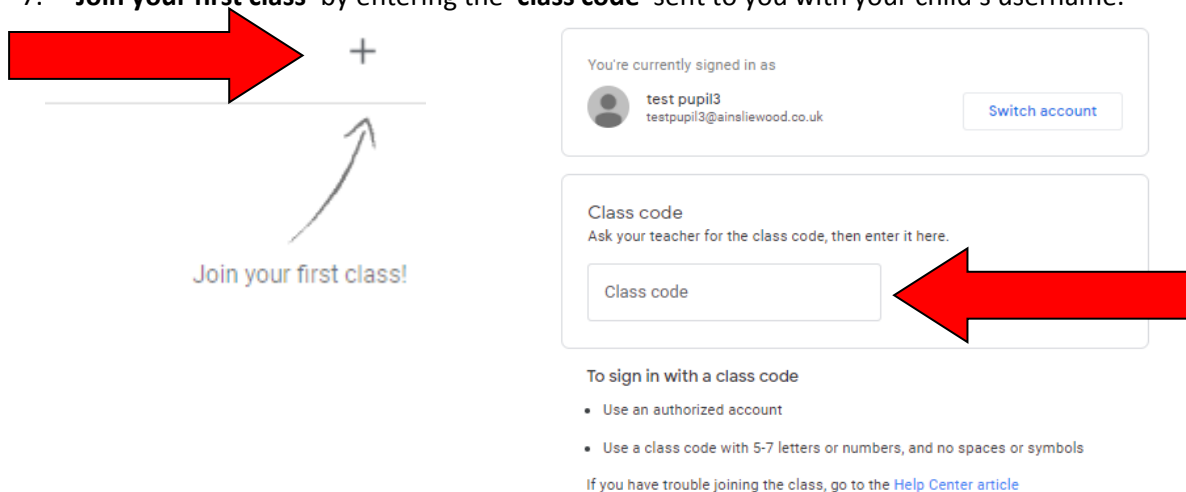 7. 'Join your first class' by entering the 'class code' sent to you with your child's username.
+
Join your first class!
You're currently signed in as
test pupil3
testpupil3@ainsliewood.co.uk
Switch account
Class code
Ask your teacher for the class code, then enter it here.
Class code
To sign in with a class code
• Use an authorized account
• Use a class code with 5-7 letters or numbers, and no spaces or symbols
If you have trouble joining the class, go to the Help Center article